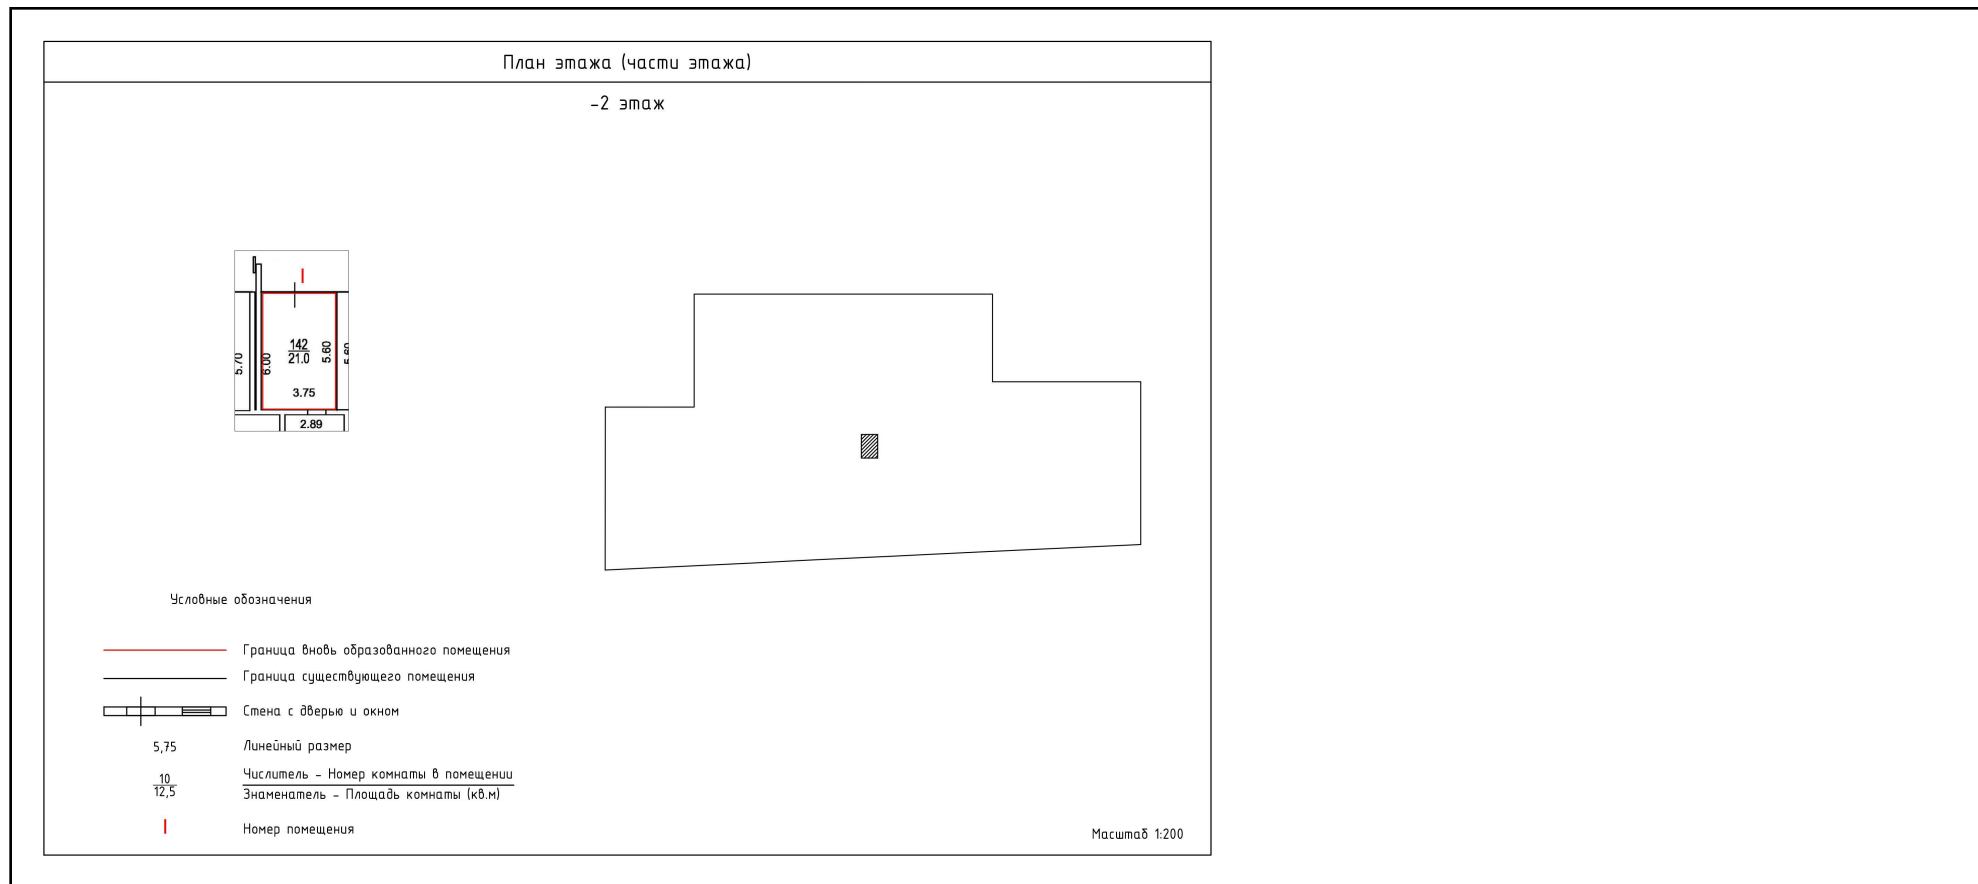 План этажа (части этажа)
-2 этаж
I
142
21.0
5.70
6.00
5.60
5.60
3.75
2.89
Условные обозначения
Граница вновь образованного помещения
Граница существующего помещения
Стена с дверью и окном
5,75 Линейный размер
10
12,5
Числитель - Номер комнаты в помещении
Знаменатель - Площадь комнаты (кв.м)
I Номер помещения
Масштаб 1:200